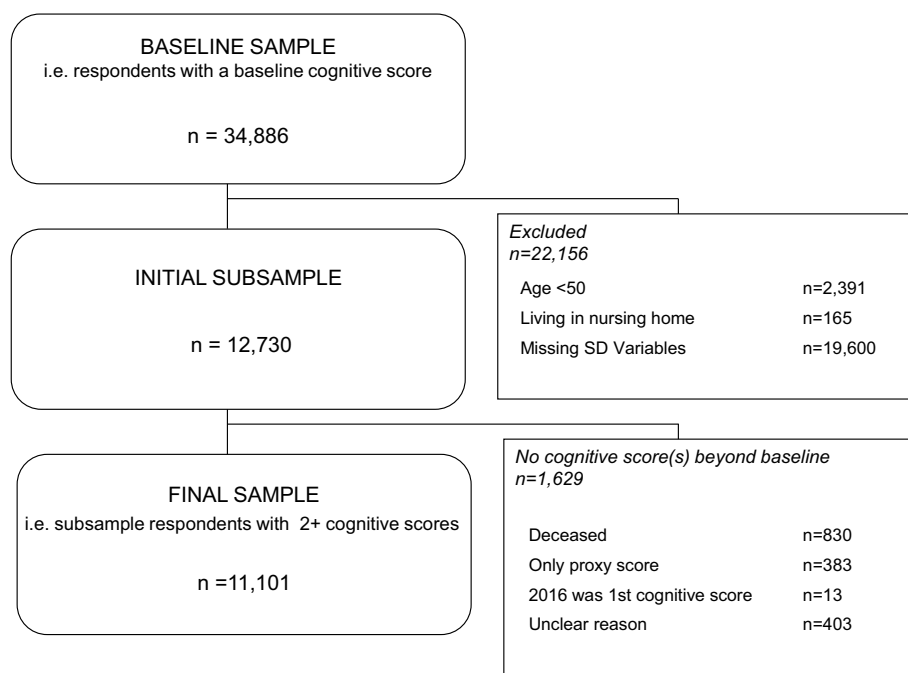 BASELINE SAMPLE
i.e. respondents with a baseline cognitive score
n = 34,886
Excluded
n=22,156
Age <50 n=2,391
Living in nursing home n=165
Missing SD Variables n=19,600
INITIAL SUBSAMPLE
n = 12,730
No cognitive score(s) beyond baseline
n=1,629
Deceased n=830
Only proxy score n=383
2016 was 1st cognitive score n=13
Unclear reason n=403
FINAL SAMPLE
i.e. subsample respondents with 2+ cognitive scores
n =11,101